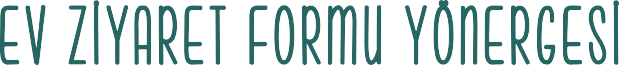 EV ZİYARET FORMU YÖNERGESİ